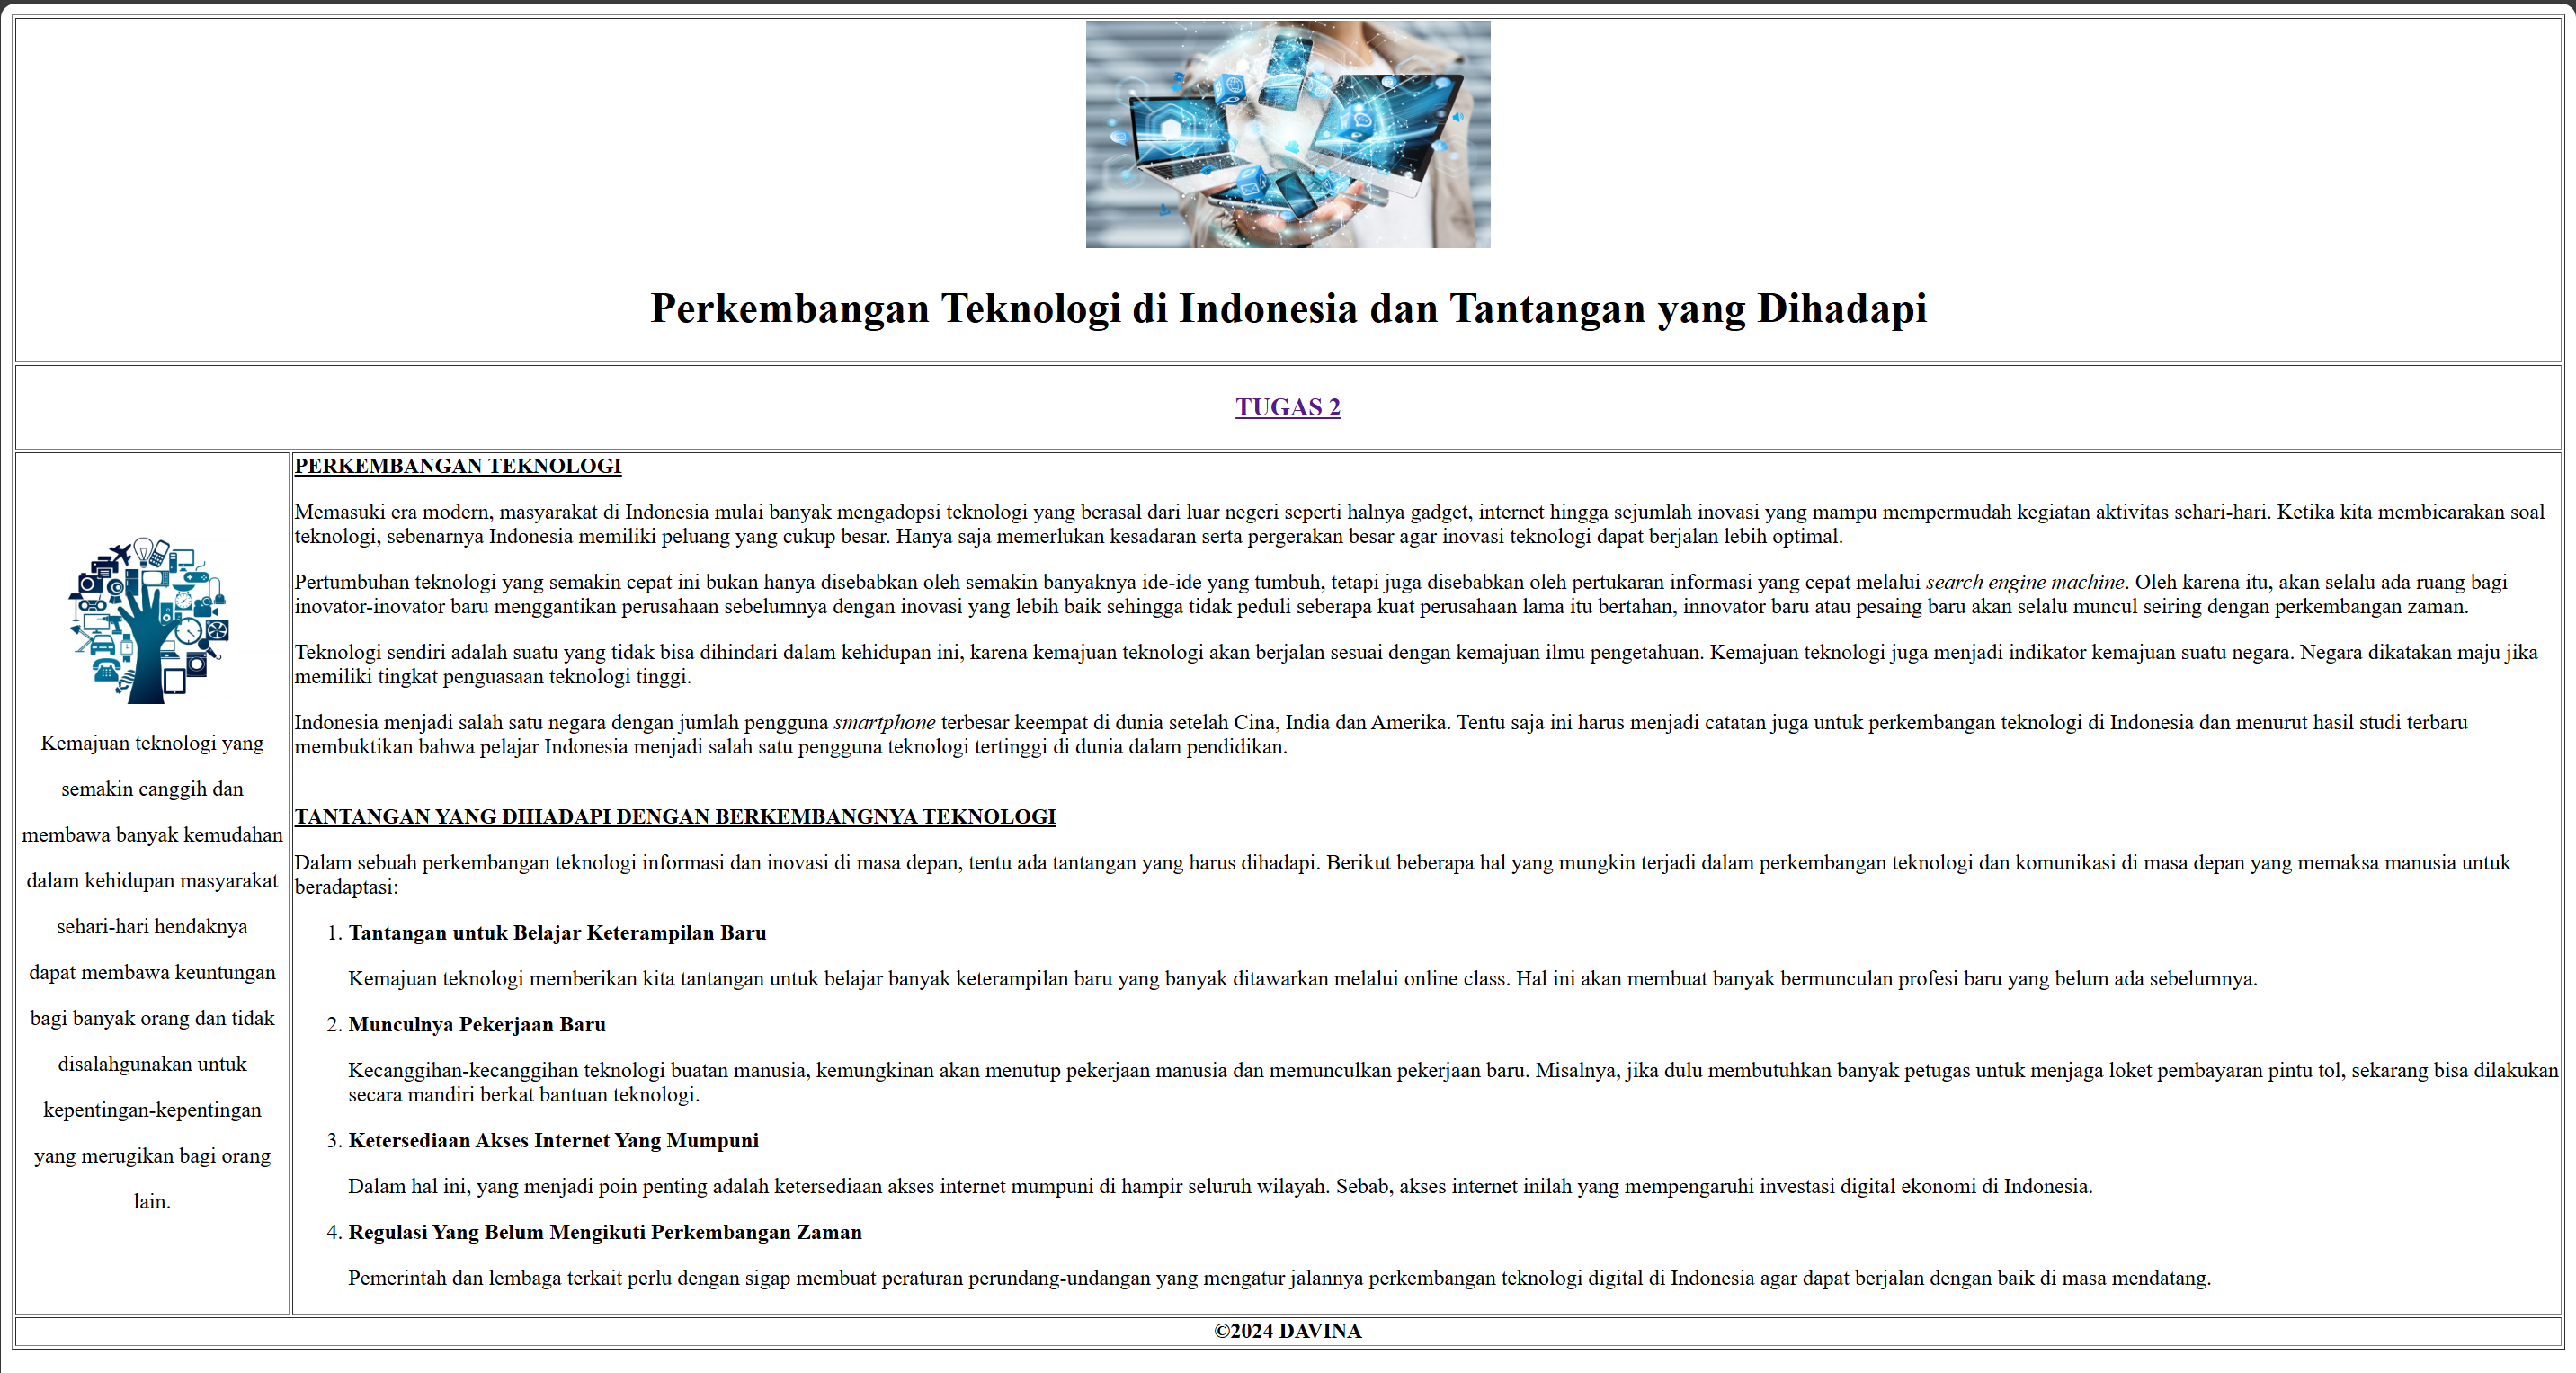 Perkembangan Teknologi di Indonesia dan Tantangan yang Dihadapi
TUGAS 2
Kemajuan teknologi yang
semakin canggih dan
membawa banyak kemudahan
dalam kehidupan masyarakat
sehari-hari hendaknya
dapat membawa keuntungan
bagi banyak orang dan tidak
disalahgunakan untuk
kepentingan-kepentingan
yang merugikan bagi orang
lain.
PERKEMBANGAN TEKNOLOGI
Memasuki era modern, masyarakat di Indonesia mulai banyak mengadopsi teknologi yang berasal dari luar negeri seperti halnya gadget, internet hingga sejumlah inovasi yang mampu mempermudah kegiatan aktivitas sehari-hari. Ketika kita membicarakan soal
teknologi, sebenarnya Indonesia memiliki peluang yang cukup besar. Hanya saja memerlukan kesadaran serta pergerakan besar agar inovasi teknologi dapat berjalan lebih optimal.
Pertumbuhan teknologi yang semakin cepat ini bukan hanya disebabkan oleh semakin banyaknya ide-ide yang tumbuh, tetapi juga disebabkan oleh pertukaran informasi yang cepat melalui search engine machine. Oleh karena itu, akan selalu ada ruang bagi
inovator-inovator baru menggantikan perusahaan sebelumnya dengan inovasi yang lebih baik sehingga tidak peduli seberapa kuat perusahaan lama itu bertahan, innovator baru atau pesaing baru akan selalu muncul seiring dengan perkembangan zaman.
Teknologi sendiri adalah suatu yang tidak bisa dihindari dalam kehidupan ini, karena kemajuan teknologi akan berjalan sesuai dengan kemajuan ilmu pengetahuan. Kemajuan teknologi juga menjadi indikator kemajuan suatu negara. Negara dikatakan maju jika
memiliki tingkat penguasaan teknologi tinggi.
Indonesia menjadi salah satu negara dengan jumlah pengguna smartphone terbesar keempat di dunia setelah Cina, India dan Amerika. Tentu saja ini harus menjadi catatan juga untuk perkembangan teknologi di Indonesia dan menurut hasil studi terbaru
membuktikan bahwa pelajar Indonesia menjadi salah satu pengguna teknologi tertinggi di dunia dalam pendidikan.
TANTANGAN YANG DIHADAPI DENGAN BERKEMBANGNYA TEKNOLOGI
Dalam sebuah perkembangan teknologi informasi dan inovasi di masa depan, tentu ada tantangan yang harus dihadapi. Berikut beberapa hal yang mungkin terjadi dalam perkembangan teknologi dan komunikasi di masa depan yang memaksa manusia untuk
beradaptasi:
1. Tantangan untuk Belajar Keterampilan Baru
Kemajuan teknologi memberikan kita tantangan untuk belajar banyak keterampilan baru yang banyak ditawarkan melalui online class. Hal ini akan membuat banyak bermunculan profesi baru yang belum ada sebelumnya.
2. Munculnya Pekerjaan Baru
Kecanggihan-kecanggihan teknologi buatan manusia, kemungkinan akan menutup pekerjaan manusia dan memunculkan pekerjaan baru. Misalnya, jika dulu membutuhkan banyak petugas untuk menjaga loket pembayaran pintu tol, sekarang bisa dilakukan
secara mandiri berkat bantuan teknologi.
3. Ketersediaan Akses Internet Yang Mumpuni
Dalam hal ini, yang menjadi poin penting adalah ketersediaan akses internet mumpuni di hampir seluruh wilayah. Sebab, akses internet inilah yang mempengaruhi investasi digital ekonomi di Indonesia.
4. Regulasi Yang Belum Mengikuti Perkembangan Zaman
Pemerintah dan lembaga terkait perlu dengan sigap membuat peraturan perundang-undangan yang mengatur jalannya perkembangan teknologi digital di Indonesia agar dapat berjalan dengan baik di masa mendatang.
©2024 DAVINA